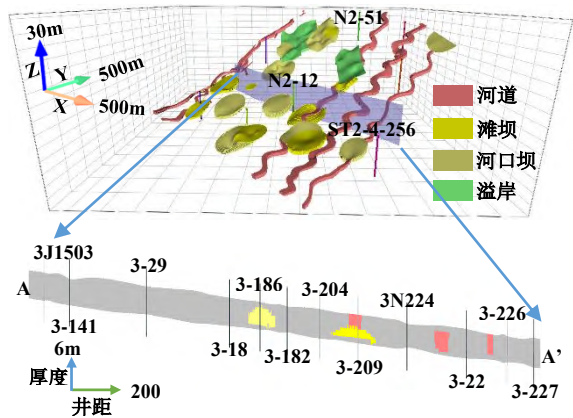 30m
N2-51
Z
Y
500m
X
500m
N2-12
ST2-4-256
河道
滩坝
河口坝
溢岸
3J1503
3-29
3-186
3-204
3N224
3-226
A
A’
3-141
3-18
3-182
3-209
3-22
3-227
6m
厚度
井距
200